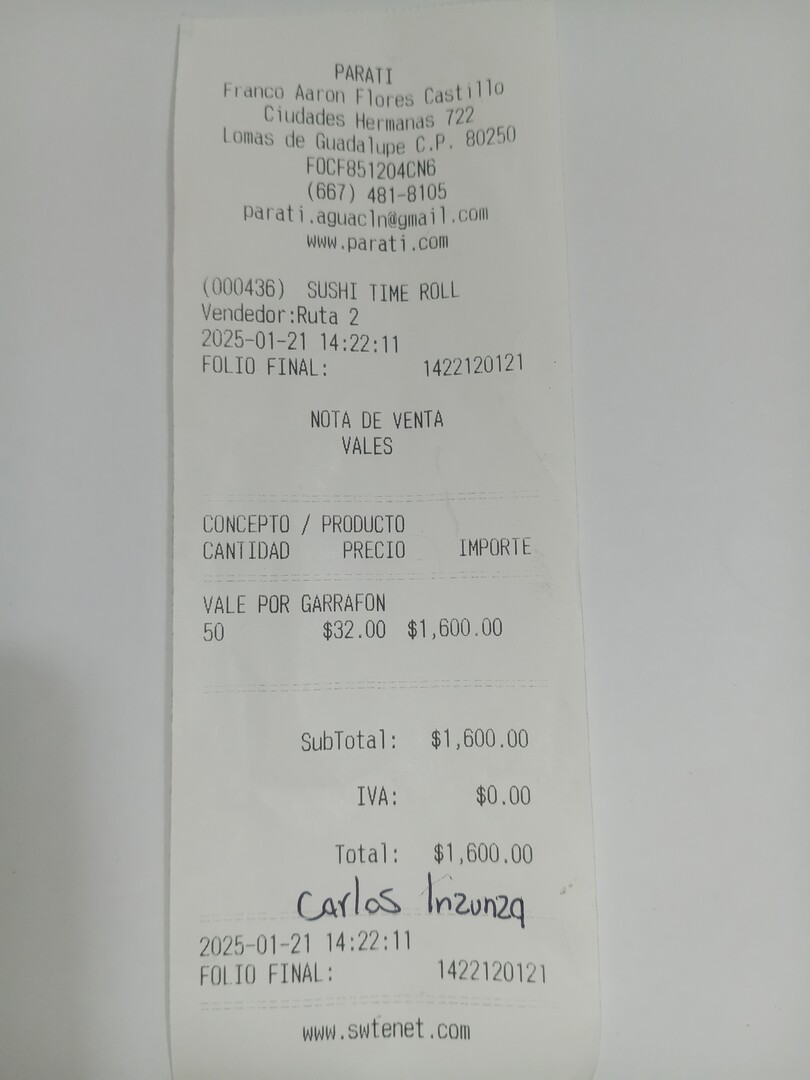 PARATI
Franco Aaron Flores Castillo
Ciudades Hermanas 722
Lomas de Guadalupe C.P. 80250
FOCF851204CN6
(667) 481-8105
parati.aguacln@gmail.com
www.parati.com
(000436) SUSHI TIME ROLL
Vendedor:Ruta 2
2025-01-21 14:22:11
FOLIO FINAL: 1422120121
NOTA DE VENTA
VALES
CONCEPTO / PRODUCTO
CANTIDAD PRECIO IMPORTE
VALE POR GARRAFON
50 $32.00 $1,600.00
SubTotal: $1,600.00
IVA: $0.00
Total: $1,600.00
Carlos Inzunza
2025-01-21 14:22:11
FOLIO FINAL: 1422120121
www.swtenet.com